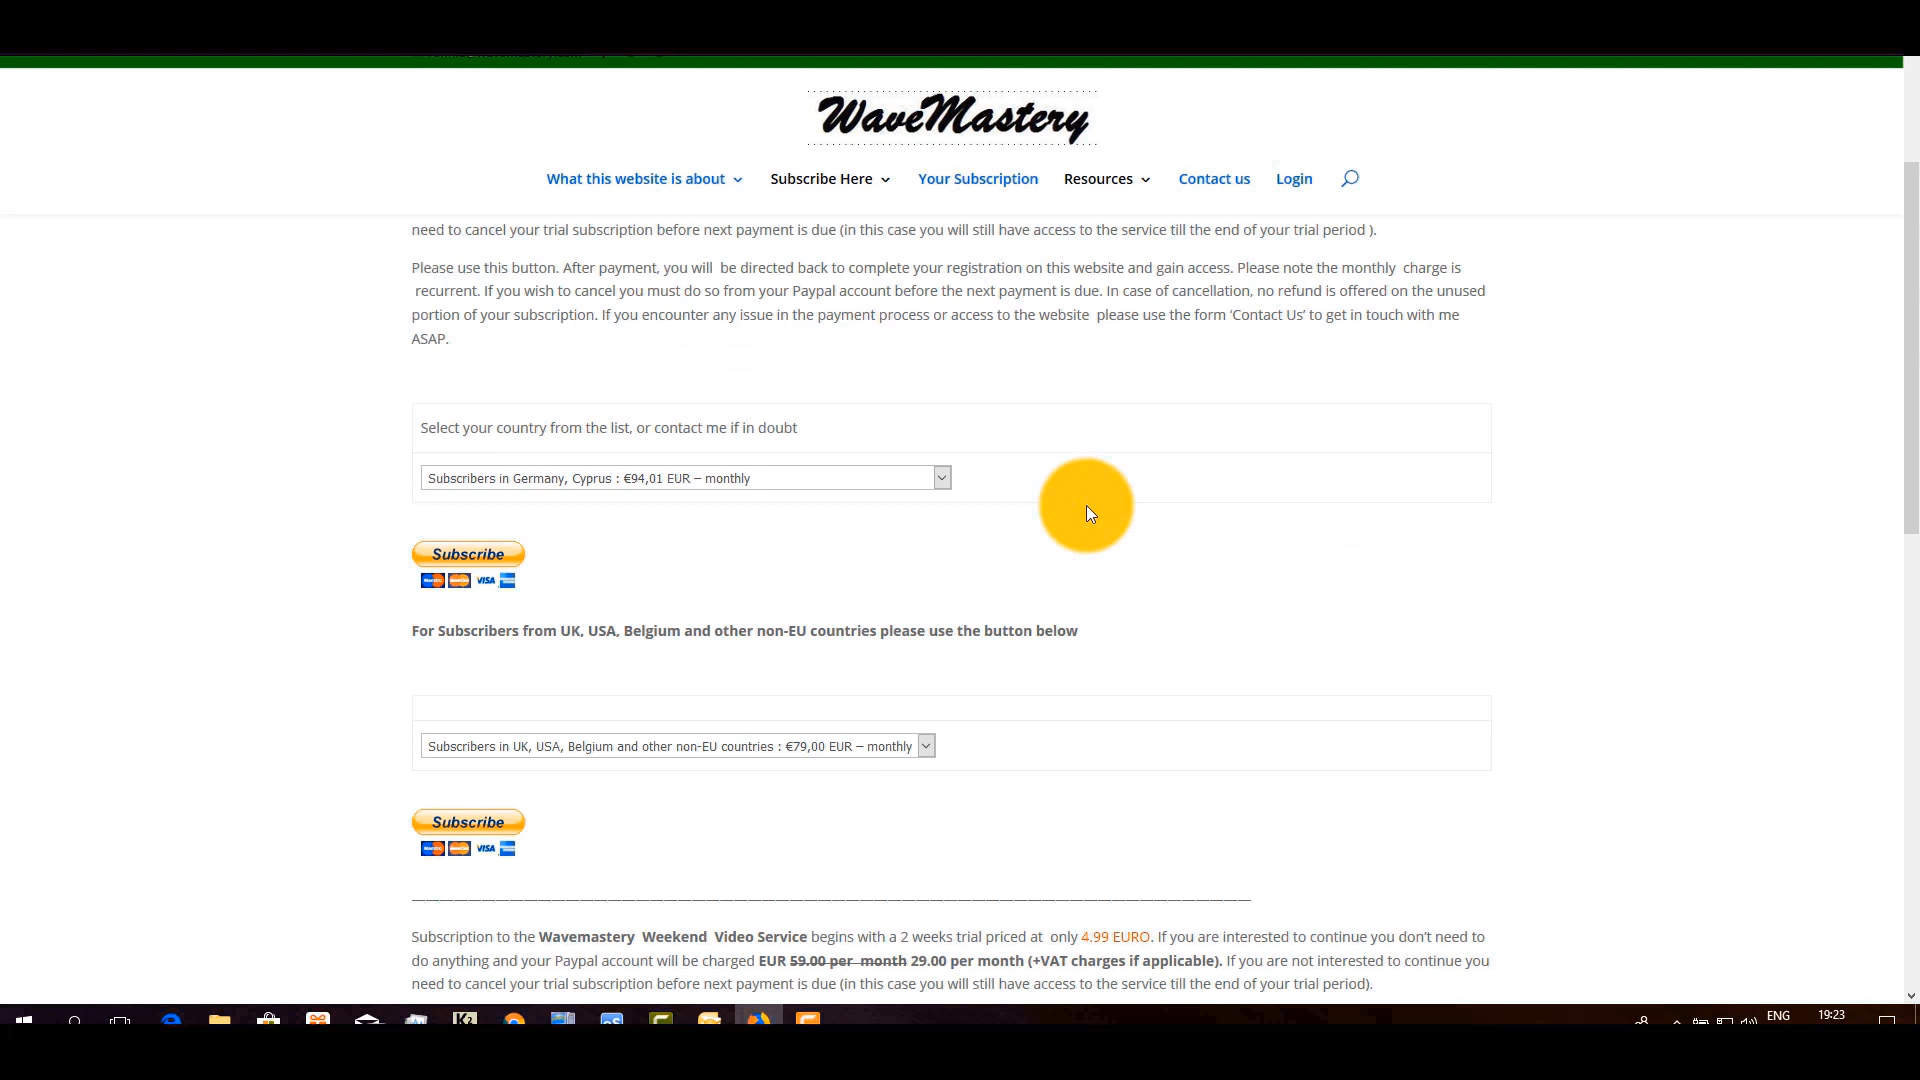 WaveMastery
What this website is about Subscribe Here Your Subscription Resources Contact us Login
need to cancel your trial subscription before next payment is due (in this case you will still have access to the service till the end of your trial period ).
Please use this button. After payment, you will be directed back to complete your registration on this website and gain access. Please note the monthly charge is
recurrent. If you wish to cancel you must do so from your Paypal account before the next payment is due. In case of cancellation, no refund is offered on the unused
portion of your subscription. If you encounter any issue in the payment process or access to the website please use the form ‘Contact Us’ to get in touch with me
ASAP.
Select your country from the list, or contact me if in doubt
Subscribers in Germany, Cyprus : €94,01 EUR – monthly
Subscribe
VISA
For Subscribers from UK, USA, Belgium and other non-EU countries please use the button below
Subscribers in UK, USA, Belgium and other non-EU countries : €79,00 EUR – monthly
Subscribe
VISA
Subscription to the Wavemastery Weekend Video Service begins with a 2 weeks trial priced at only 4.99 EURO. If you are interested to continue you don’t need to
do anything and your Paypal account will be charged EUR 59.00 per month 29.00 per month (+VAT charges if applicable). If you are not interested to continue you
need to cancel your trial subscription before next payment is due (in this case you will still have access to the service till the end of your trial period).
ENG 19:23